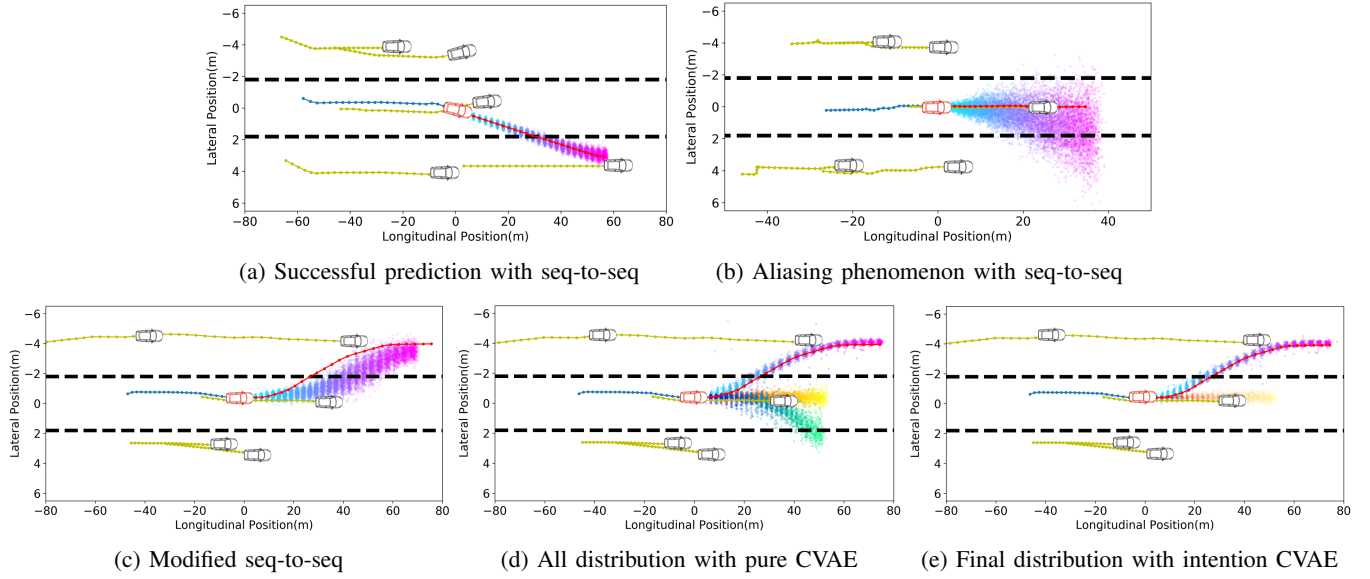 −6
−4
−2
0
2
4
6
Lateral Position(m)
−80 −60 −40 −20 0 20 40 60 80
Longitudinal Position(m)
(a) Successful prediction with seq-to-seq
−6
−4
−2
0
2
4
6
Lateral Position(m)
−40 −20 0 20 40
Longitudinal Position(m)
(b) Aliasing phenomenon with seq-to-seq
−6
−4
−2
0
2
4
6
Lateral Position(m)
−80 −60 −40 −20 0 20 40 60 80
Longitudinal Position(m)
(c) Modified seq-to-seq
−6
−4
−2
0
2
4
6
Lateral Position(m)
−80 −60 −40 −20 0 20 40 60 80
Longitudinal Position(m)
(d) All distribution with pure CVAE
−6
−4
−2
0
2
4
6
Lateral Position(m)
−80 −60 −40 −20 0 20 40 60 80
Longitudinal Position(m)
(e) Final distribution with intention CVAE